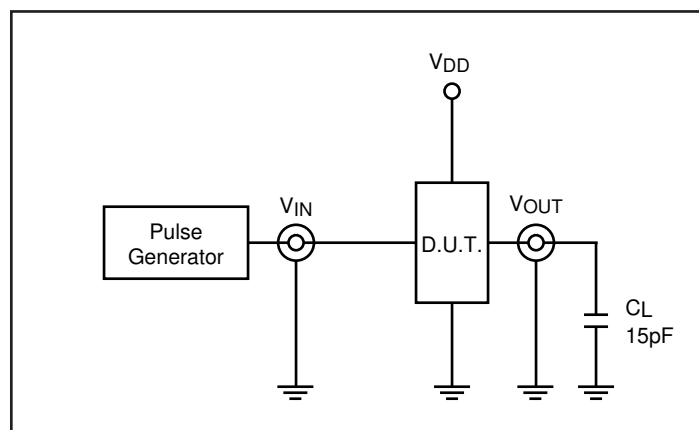 VDD
VIN
VOUT
Pulse
Generator
D.U.T.
CL
15pF